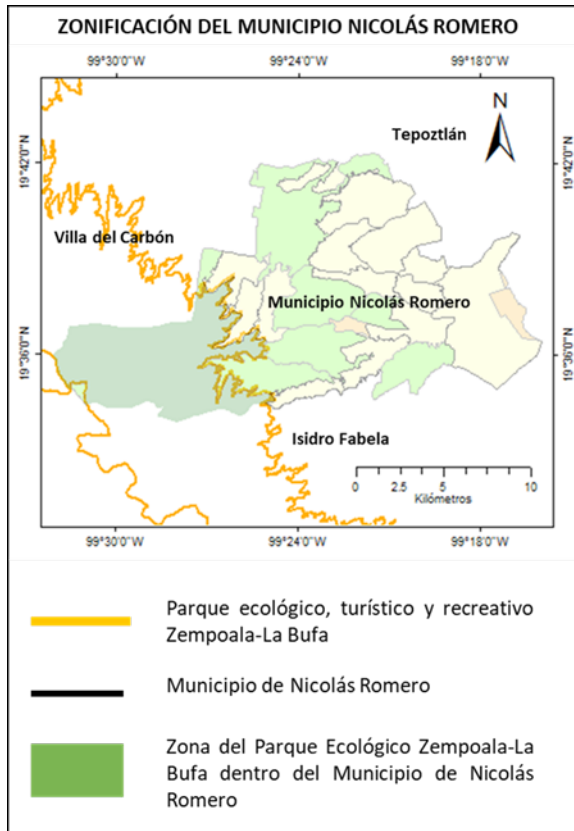 ZONIFICACIÓN DEL MUNICIPIO NICOLÁS ROMERO
99°30'0"W 99°24'0"W 99°18'0"W
N
Tepoztlán
19°42'0"N 19°42'0"N
Villa del Carbón
Municipio Nicolás Romero
19°36'0"N 19°36'0"N
Isidro Fabela
0 2.5 5 10
Kilómetros
99°30'0"W 99°24'0"W 99°18'0"W
Parque ecológico, turístico y recreativo
Zempoala-La Bufa
Municipio de Nicolás Romero
Zona del Parque Ecológico Zempoala-La
Bufa dentro del Municipio de Nicolás
Romero